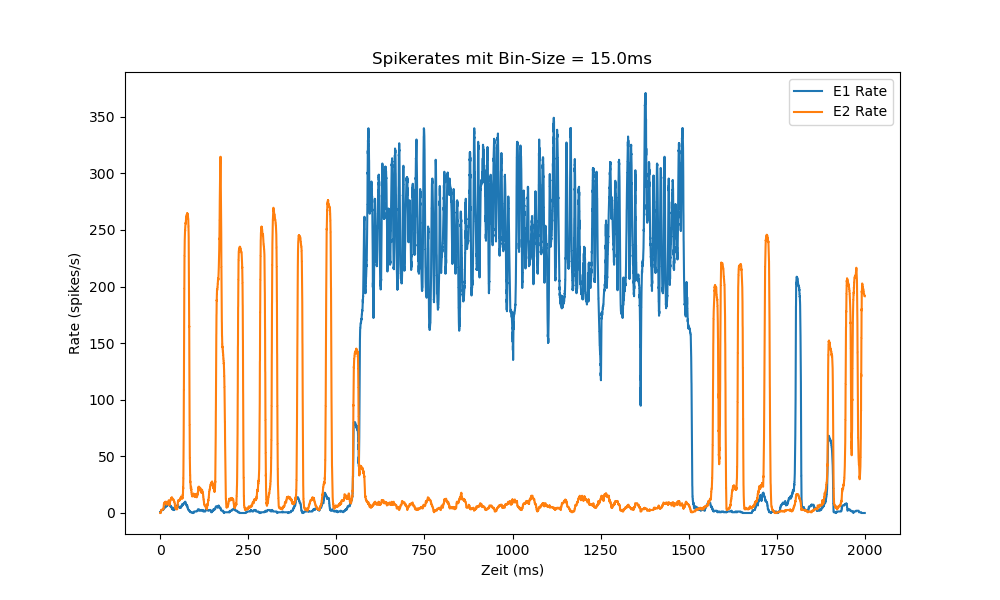 Spikerates mit Bin-Size = 15.0ms
E1 Rate
E2 Rate
Rate (spikes/s)
350
300
250
200
150
100
50
0
0 250 500 750 1000 1250 1500 1750 2000
Zeit (ms)